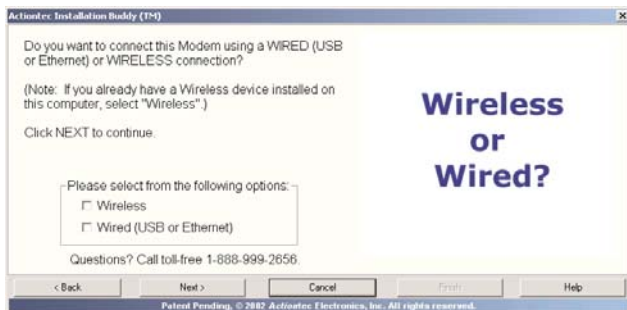 Actiontec Installation Buddy (TM)
Do you want to connect this Modem using a WIRED (USB
or Ethernet) or WIRELESS connection?
(Note: If you already have a Wireless device installed on
this computer, select "Wireless".)
Click NEXT to continue.
Wireless
or
Wired?
Please select from the following options:
Wireless
Wired (USB or Ethernet)
Questions? Call toll-free 1-888-999-2656.
< Back Next > Cancel Finish Help
Patent Pending, © 2002 Actiontec Electronics, Inc. All rights reserved.